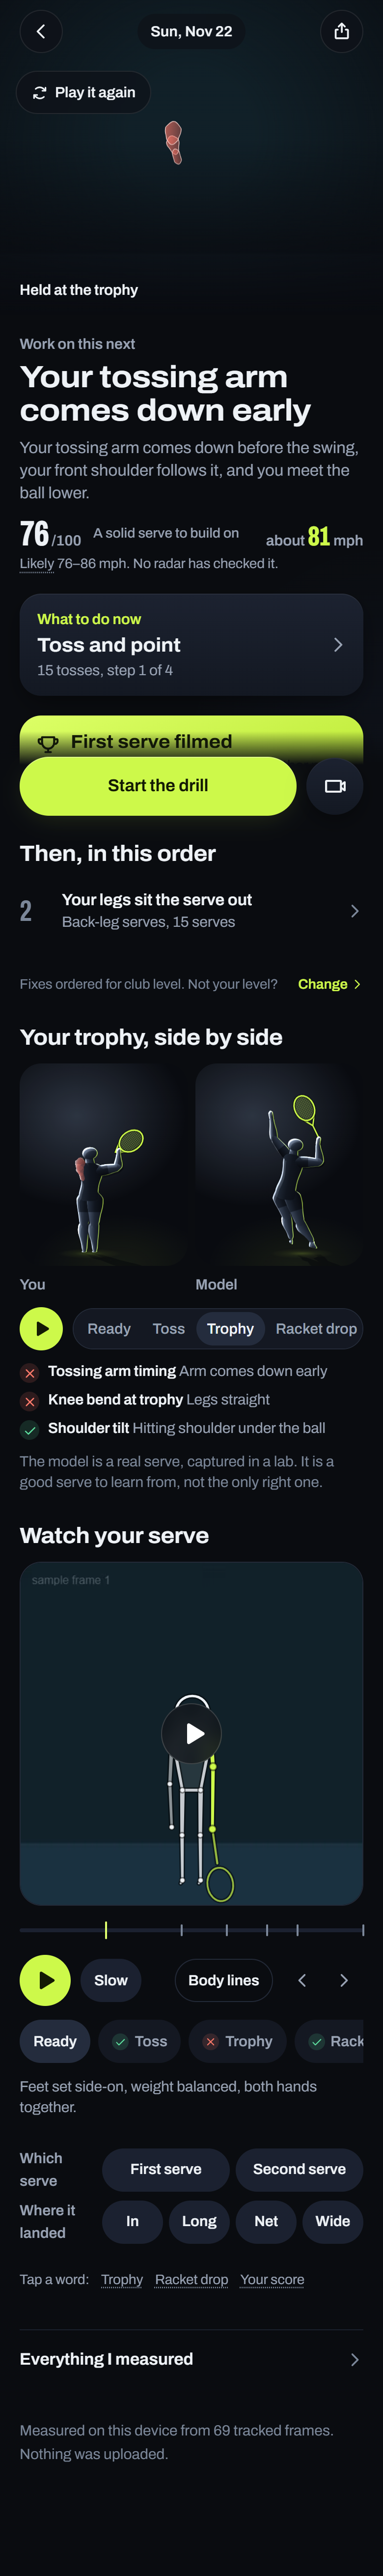 Sun, Nov 22
Play it again
Held at the trophy
Work on this next
Your tossing arm
comes down early
Your tossing arm comes down before the swing,
your front shoulder follows it, and you meet the
ball lower.
76/100 A solid serve to build on about 81 mph
Likely 76–86 mph. No radar has checked it.
What to do now
Toss and point
15 tosses, step 1 of 4
First serve filmed
Start the drill
Then, in this order
2 Your legs sit the serve out
Back-leg serves, 15 serves
Fixes ordered for club level. Not your level? Change
Your trophy, side by side
You Model
Ready Toss Trophy Racket drop
Tossing arm timing Arm comes down early
Knee bend at trophy Legs straight
Shoulder tilt Hitting shoulder under the ball
The model is a real serve, captured in a lab. It is a
good serve to learn from, not the only right one.
Watch your serve
sample frame 1
Slow Body lines
Ready Toss Trophy Rack
Feet set side-on, weight balanced, both hands
together.
Which
serve
First serve Second serve
Where it
landed
In Long Net Wide
Tap a word: Trophy Racket drop Your score
Everything I measured
Measured on this device from 69 tracked frames.
Nothing was uploaded.